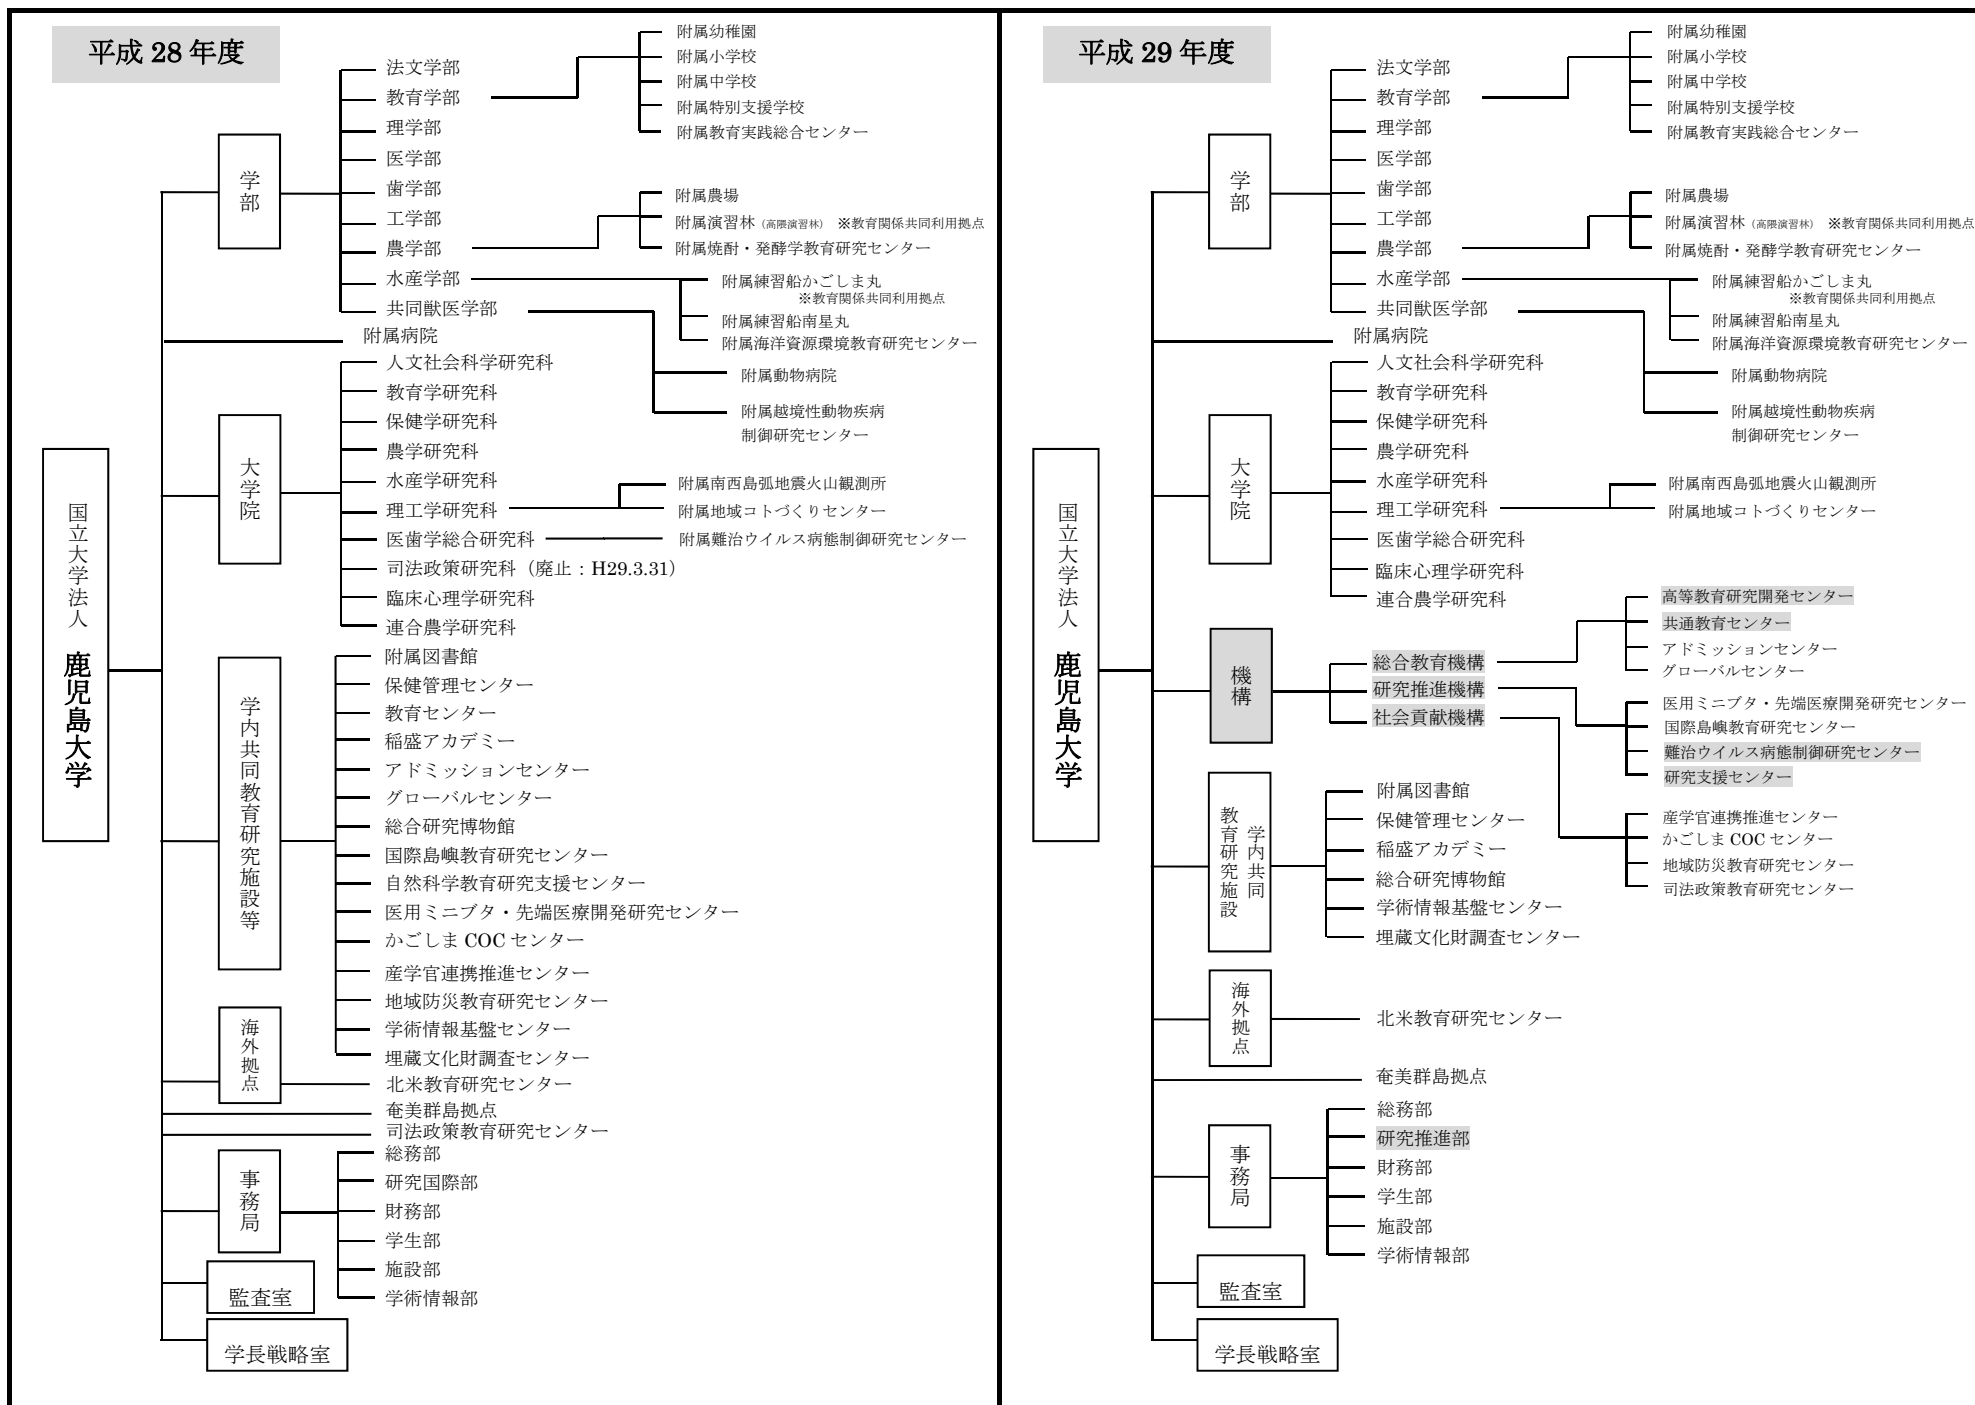 平成 28 年度
国立大学法人 鹿児島大学
学部
法文学部
教育学部
附属幼稚園
附属小学校
附属中学校
附属特別支援学校
附属教育実践総合センター
理学部
医学部
歯学部
工学部
農学部
附属農場
附属演習林（高隈演習林） ※教育関係共同利用拠点
附属焼酎・発酵学教育研究センター
水産学部
附属練習船かごしま丸
※教育関係共同利用拠点
附属練習船南星丸
附属海洋資源環境教育研究センター
共同獣医学部
附属動物病院
附属越境性動物疾病
制御研究センター
附属病院
大学院
人文社会科学研究科
教育学研究科
保健学研究科
農学研究科
水産学研究科
理工学研究科
附属南西島弧地震火山観測所
附属地域コトづくりセンター
医歯学総合研究科
附属難治ウイルス病態制御研究センター
司法政策研究科（廃止：H29.3.31）
臨床心理学研究科
連合農学研究科
学内共同教育研究施設等
附属図書館
保健管理センター
教育センター
稲盛アカデミー
アドミッションセンター
グローバルセンター
総合研究博物館
国際島嶼教育研究センター
自然科学教育研究支援センター
医用ミニブタ・先端医療開発研究センター
かごしま COC センター
産学官連携推進センター
地域防災教育研究センター
学術情報基盤センター
埋蔵文化財調査センター
海外拠点
北米教育研究センター
奄美群島拠点
司法政策教育研究センター
事務局
総務部
研究国際部
財務部
学生部
施設部
学術情報部
監査室
学長戦略室
平成 29 年度
国立大学法人 鹿児島大学
学部
法文学部
教育学部
附属幼稚園
附属小学校
附属中学校
附属特別支援学校
附属教育実践総合センター
理学部
医学部
歯学部
工学部
農学部
附属農場
附属演習林（高隈演習林） ※教育関係共同利用拠点
附属焼酎・発酵学教育研究センター
水産学部
附属練習船かごしま丸
※教育関係共同利用拠点
附属練習船南星丸
附属海洋資源環境教育研究センター
共同獣医学部
附属動物病院
附属越境性動物疾病
制御研究センター
附属病院
大学院
人文社会科学研究科
教育学研究科
保健学研究科
農学研究科
水産学研究科
理工学研究科
附属南西島弧地震火山観測所
附属地域コトづくりセンター
医歯学総合研究科
臨床心理学研究科
連合農学研究科
機構
総合教育機構
高等教育研究開発センター
共通教育センター
アドミッションセンター
グローバルセンター
研究推進機構
医用ミニブタ・先端医療開発研究センター
国際島嶼教育研究センター
難治ウイルス病態制御研究センター
研究支援センター
社会貢献機構
産学官連携推進センター
かごしま COC センター
地域防災教育研究センター
司法政策教育研究センター
学内共同
教育研究施設
附属図書館
保健管理センター
稲盛アカデミー
総合研究博物館
学術情報基盤センター
埋蔵文化財調査センター
海外拠点
北米教育研究センター
奄美群島拠点
事務局
総務部
研究推進部
財務部
学生部
施設部
学術情報部
監査室
学長戦略室